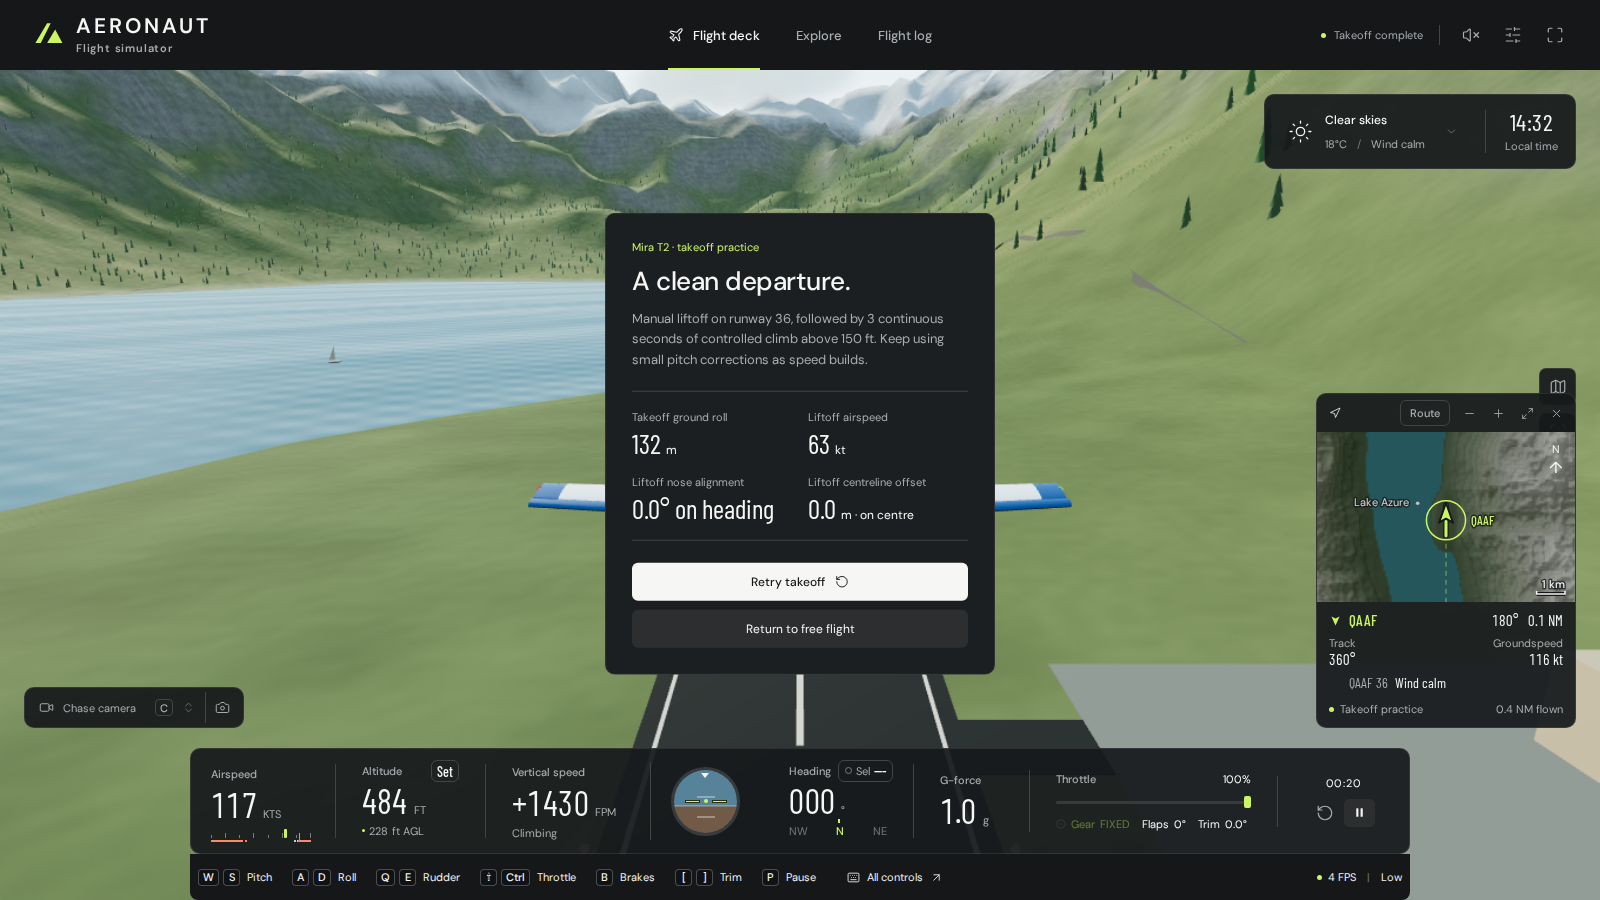 AERONAUT
Flight simulator
Flight deck
Explore
Flight log
Takeoff complete
Clear skies
18°C / Wind calm
14:32
Local time
Mira T2 · takeoff practice
A clean departure.
Manual liftoff on runway 36, followed by 3 continuous
seconds of controlled climb above 150 ft. Keep using
small pitch corrections as speed builds.
Takeoff ground roll
132 m
Liftoff airspeed
63 kt
Liftoff nose alignment
0.0° on heading
Liftoff centreline offset
0.0 m · on centre
Retry takeoff
Return to free flight
Route
N
Lake Azure
QAAF
1 km
QAAF 180° 0.1 NM
Track
360°
Groundspeed
116 kt
QAAF 36 Wind calm
Takeoff practice 0.4 NM flown
Chase camera C
Airspeed
117 KTS
Altitude Set
484 FT
228 ft AGL
Vertical speed
+1430 FPM
Climbing
Heading Sel —
000°
NW N NE
G-force
1.0 g
Throttle 100%
Gear FIXED Flaps 0° Trim 0.0°
00:20
W S Pitch A D Roll Q E Rudder ⇧ Ctrl Throttle B Brakes [ ] Trim P Pause All controls
4 FPS | Low